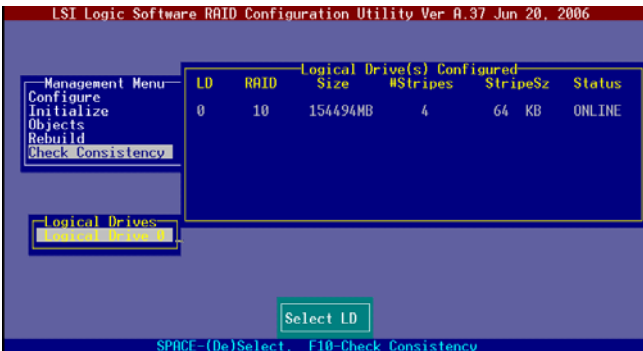 LSI Logic Software RAID Configuration Utility Ver A.37 Jun 20, 2006
Management Menu
Configure
Initialize
Objects
Rebuild
Check Consistency
Logical Drive(s) Configured
LD RAID Size #Stripes StripeSz Status
0 10 154494MB 4 64 KB ONLINE
Logical Drives
Logical Drive 0
Select LD
SPACE-(De)Select, F10-Check Consistency